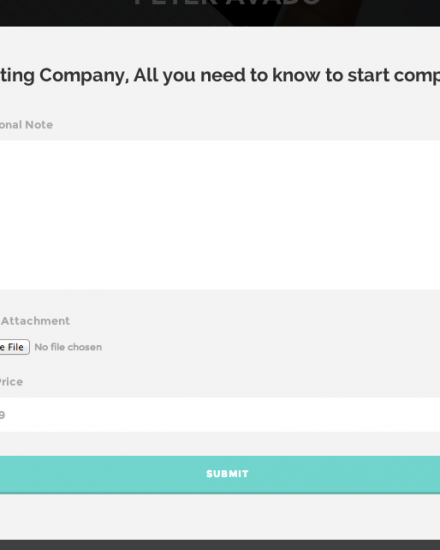 PETER AVADO
ting Company, All you need to know to start comp
onal Note
Attachment
e File No file chosen
Price
9
SUBMIT